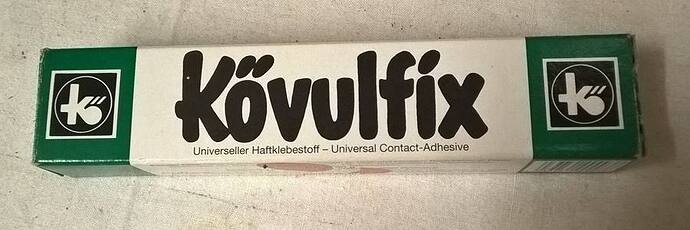 Kövulfix
Universeller Haftklebestoff – Universal Contact-Adhesive